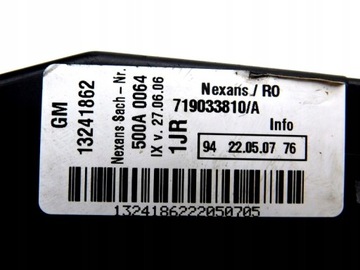 GM
13241862
Nexans Sach - Nr.
500A 0064
IX v. 27.06.06
Nexans / RO
719033810/A
1JR
Info
94 22.05.07 76
1324186222050705